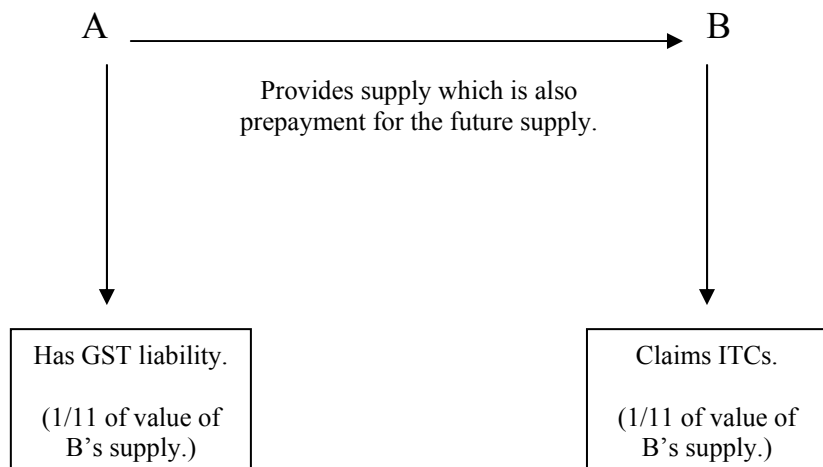 A B
Provides supply which is also
prepayment for the future supply.
Has GST liability.
(1/11 of value of
B's supply.)
Claims ITCs.
(1/11 of value of
B's supply.)